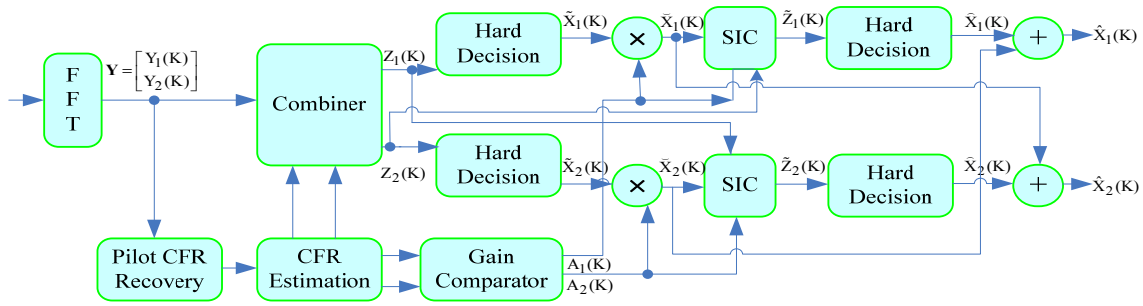 F
F
T
Y = [Y₁(K)
Y₂(K)]
Combiner
Z₁(K)
Z₂(K)
Hard
Decision
X̃₁(K)
×
X̄₁(K)
SIC
Z̃₁(K)
Hard
Decision
X̄₁(K)
+
X̂₁(K)
Hard
Decision
X̃₂(K)
×
X̄₂(K)
SIC
Z̃₂(K)
Hard
Decision
X̄₂(K)
+
X̂₂(K)
Pilot CFR
Recovery
CFR
Estimation
Gain
Comparator
A₁(K)
A₂(K)